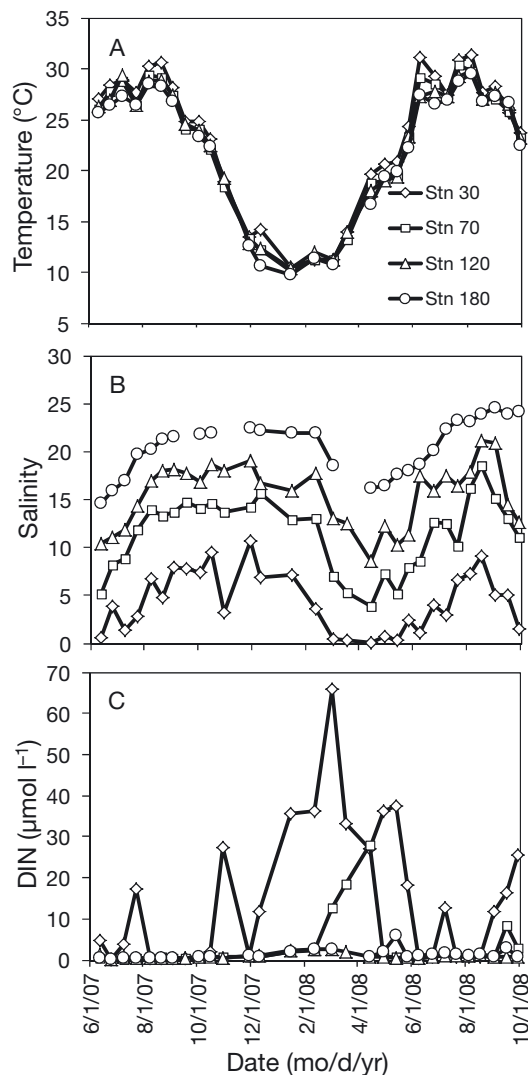 A
35
30
25
20
15
10
5
Temperature (°C)
Stn 30
Stn 70
Stn 120
Stn 180
B
30
25
20
15
10
5
0
Salinity
C
70
60
50
40
30
20
10
0
DIN (µmol l⁻¹)
6/1/07
8/1/07
10/1/07
12/1/07
2/1/08
4/1/08
6/1/08
8/1/08
10/1/08
Date (mo/d/yr)